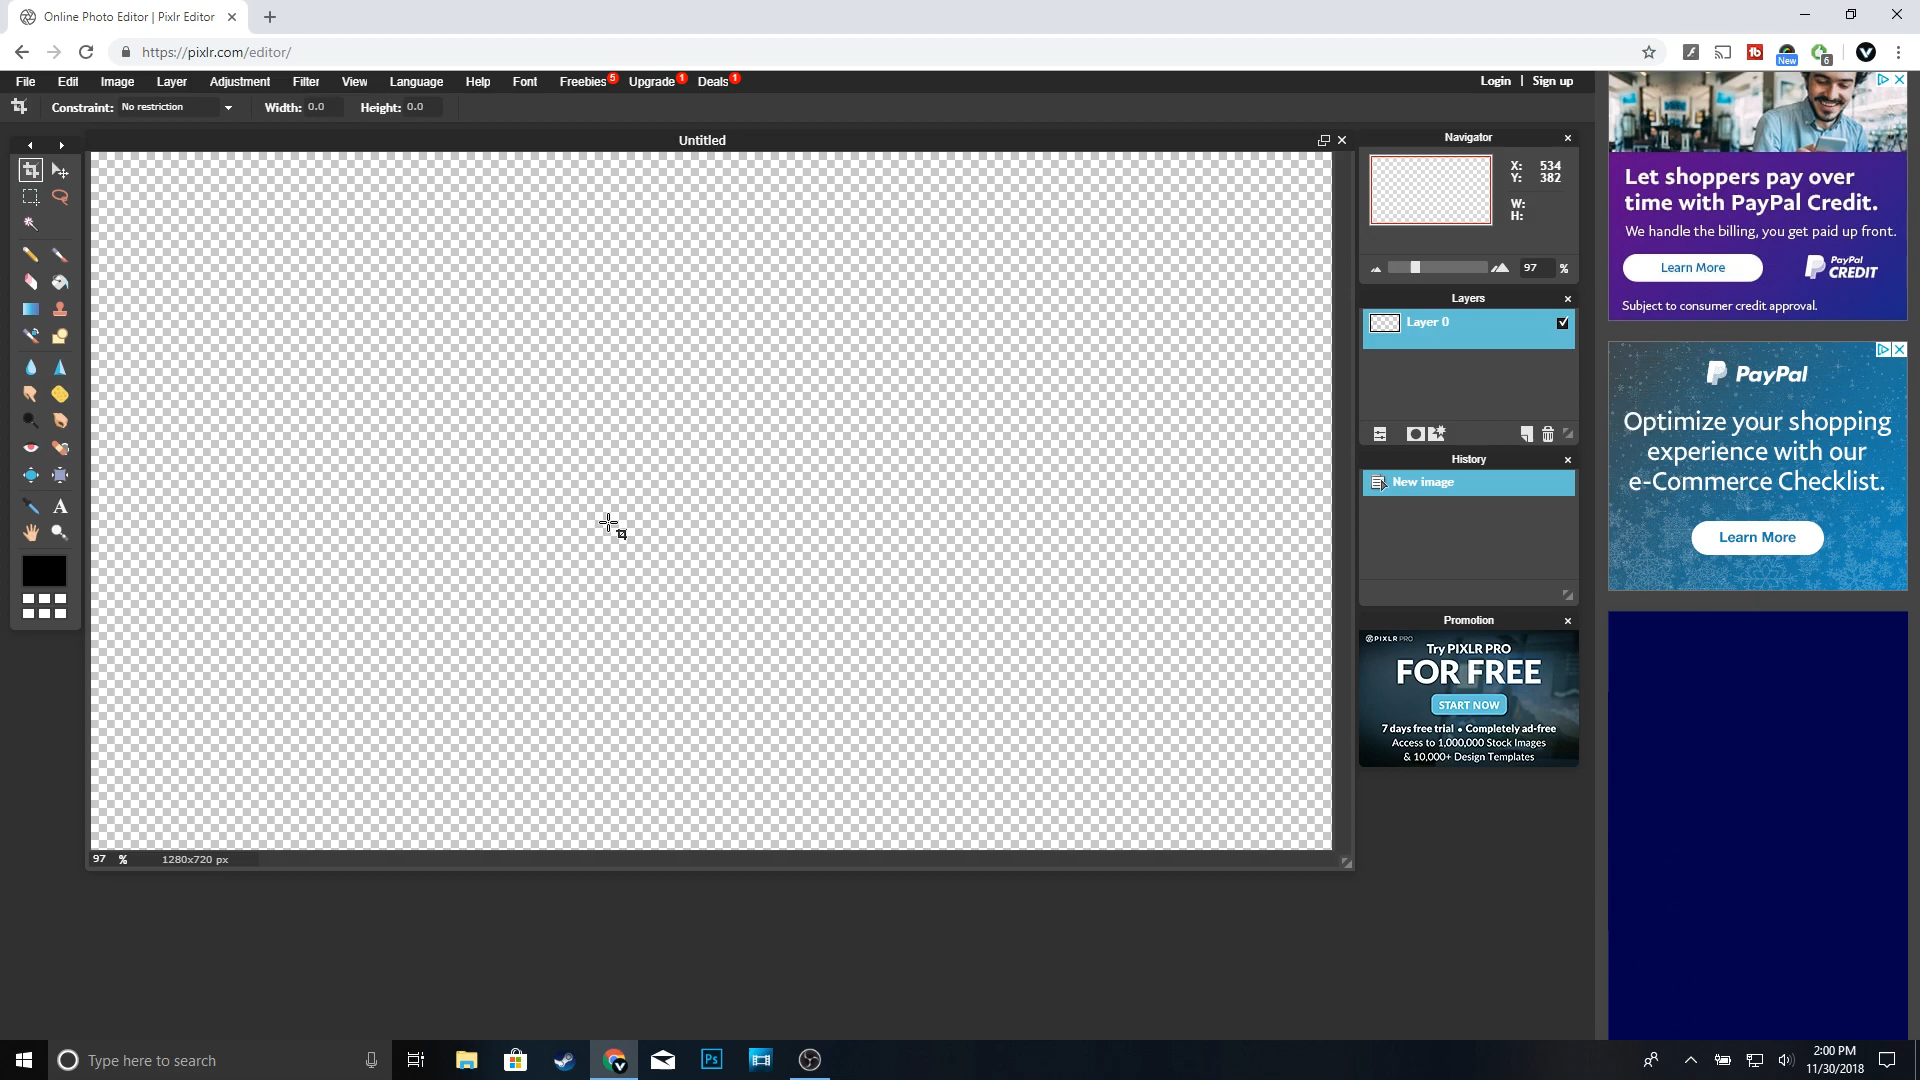 Online Photo Editor | Pixlr Editor
https://pixlr.com/editor/
New
6
File Edit Image Layer Adjustment Filter View Language Help Font Freebies 5 Upgrade 1 Deals 1
Login | Sign up
Constraint: No restriction Width: 0.0 Height: 0.0
Untitled
Navigator
X: 534
Y: 382
W:
H:
97 %
Layers
Layer 0
History
New image
Promotion
PIXLR PRO
Try PIXLR PRO
FOR FREE
START NOW
7 days free trial • Completely ad-free
Access to 1,000,000 Stock Images
& 10,000+ Design Templates
A
97 % 1280x720 px
Let shoppers pay over
time with PayPal Credit.
We handle the billing, you get paid up front.
Learn More
PayPal
CREDIT
Subject to consumer credit approval.
PayPal
Optimize your shopping
experience with our
e-Commerce Checklist.
Learn More
Type here to search
Ps
2:00 PM
11/30/2018